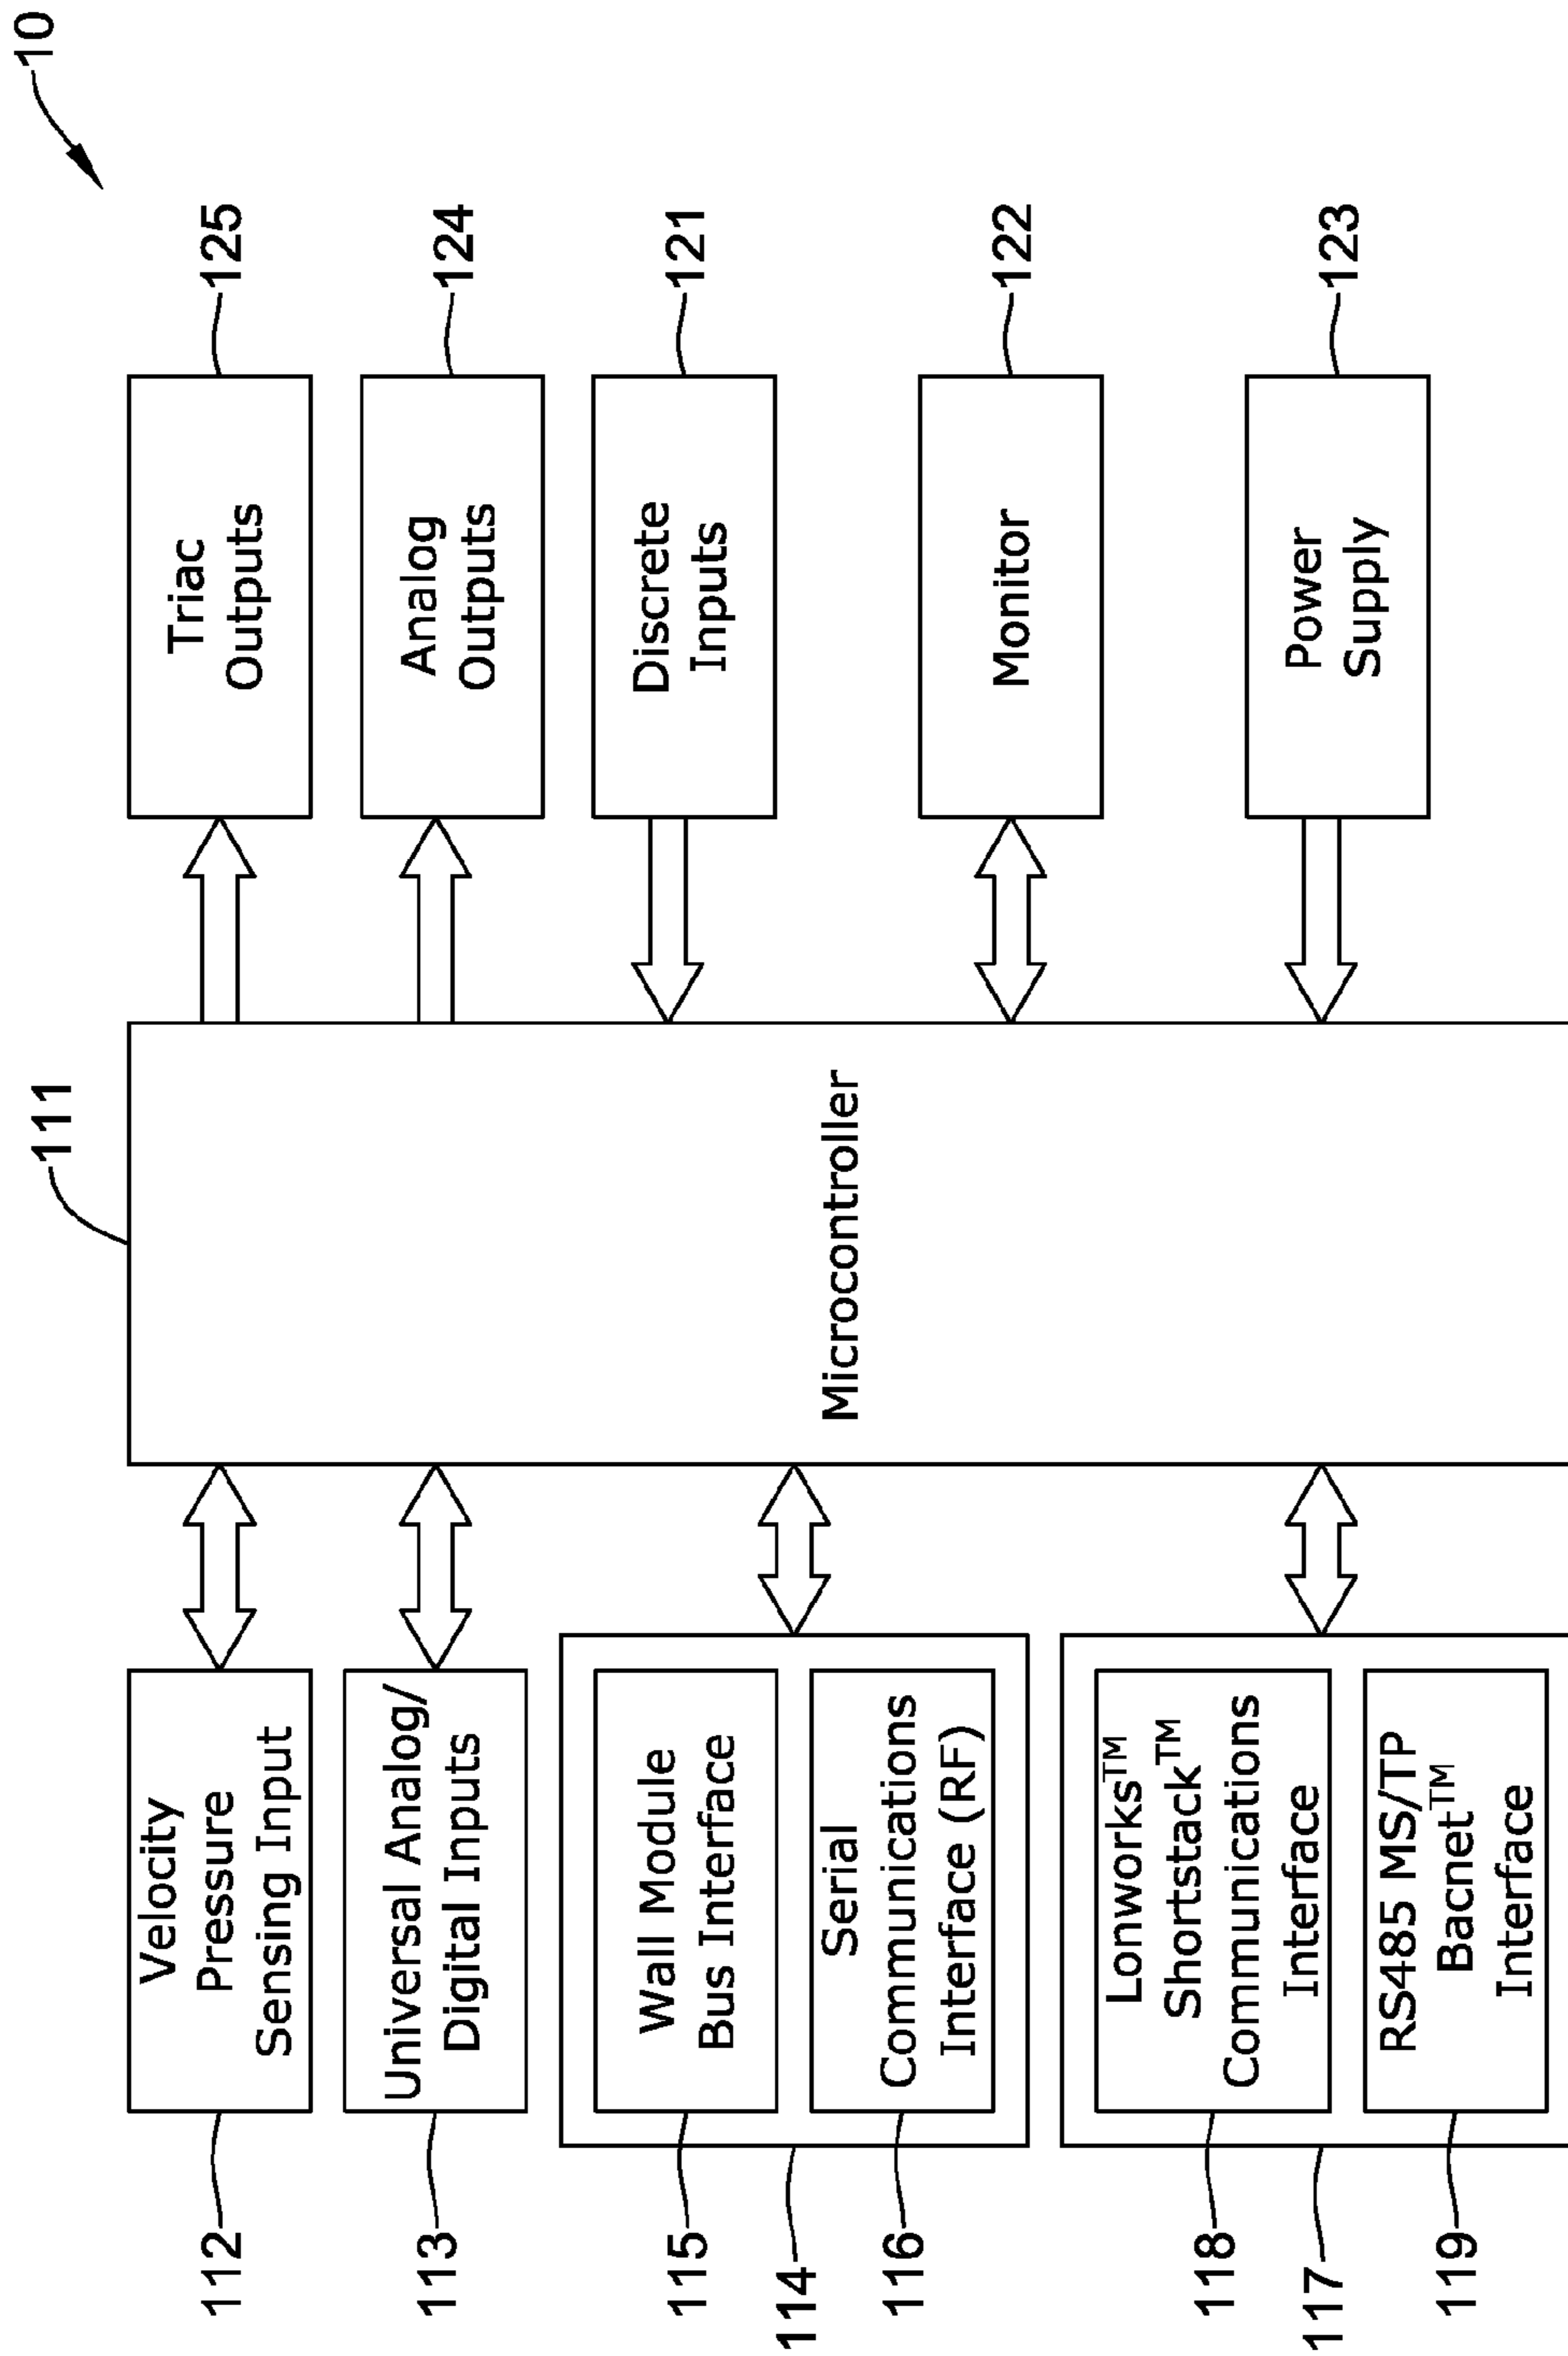 10
111
112
Velocity
Pressure
Sensing Input
113
Universal Analog/
Digital Inputs
115
Wall Module
Bus Interface
114
116
Serial
Communications
Interface (RF)
118
Lonworks™
Shortstack™
Communications
Interface
117
119
RS485 MS/TP
Bacnet™
Interface
Microcontroller
Triac
Outputs
125
Analog
Outputs
124
Discrete
Inputs
121
Monitor
122
Power
Supply
123